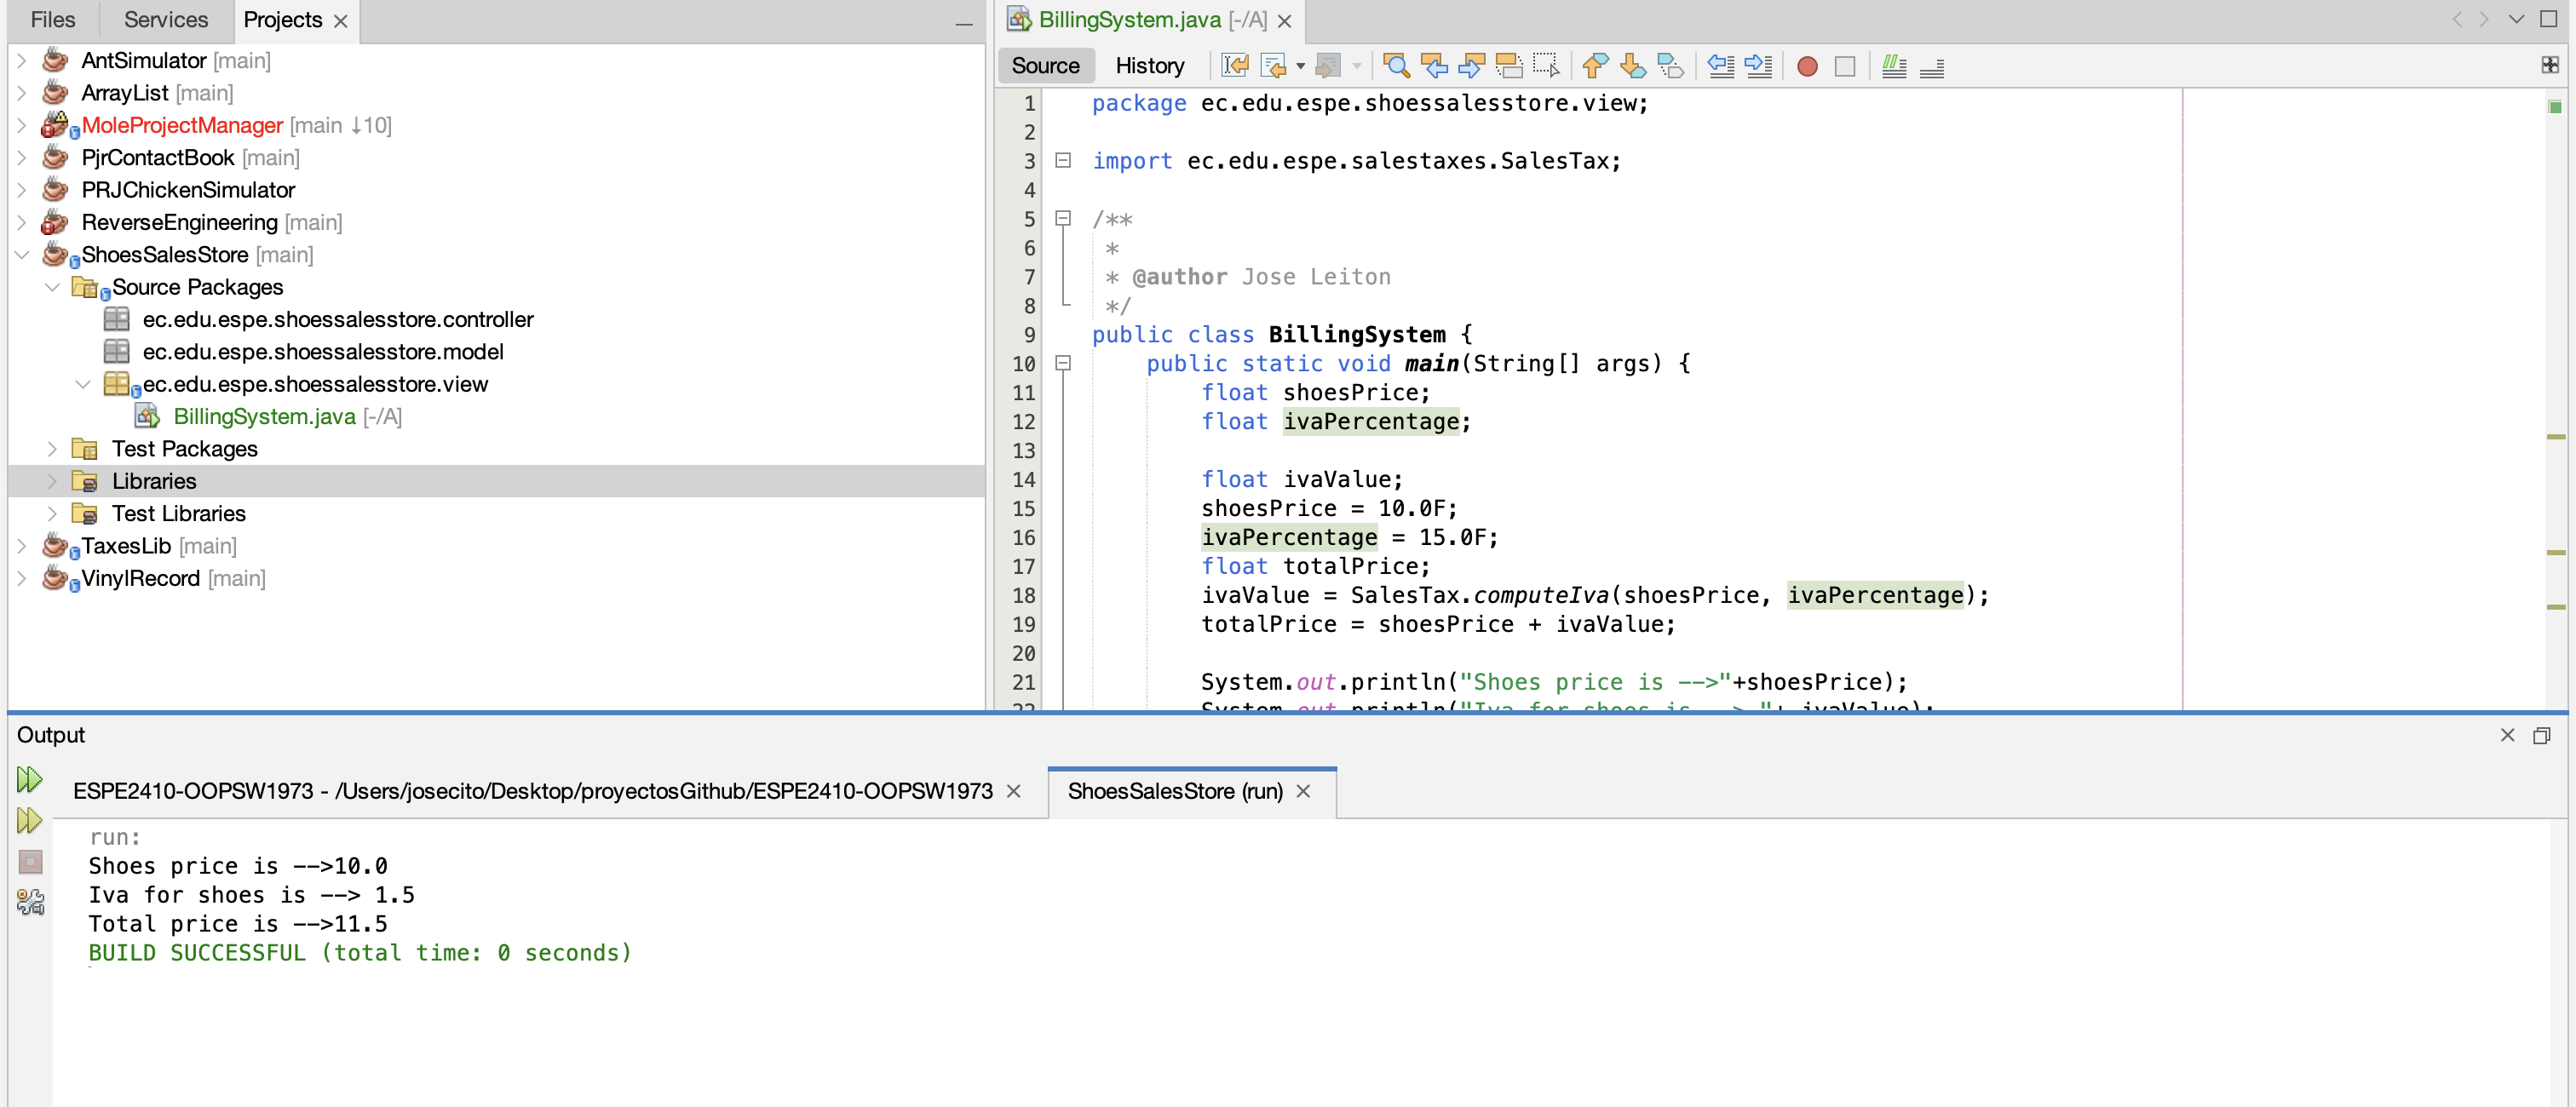 Files Services Projects
AntSimulator [main]
ArrayList [main]
MoleProjectManager [main ↓10]
PjrContactBook [main]
PRJChickenSimulator
ReverseEngineering [main]
ShoesSalesStore [main]
Source Packages
ec.edu.espe.shoessalesstore.controller
ec.edu.espe.shoessalesstore.model
ec.edu.espe.shoessalesstore.view
BillingSystem.java [-/A]
Test Packages
Libraries
Test Libraries
TaxesLib [main]
VinylRecord [main]
BillingSystem.java [-/A]
Source History
1 package ec.edu.espe.shoessalesstore.view;
2
3 import ec.edu.espe.salestaxes.SalesTax;
4
5 /**
6 *
7 * @author Jose Leiton
8 */
9 public class BillingSystem {
10 public static void main(String[] args) {
11 float shoesPrice;
12 float ivaPercentage;
13
14 float ivaValue;
15 shoesPrice = 10.0F;
16 ivaPercentage = 15.0F;
17 float totalPrice;
18 ivaValue = SalesTax.computeIva(shoesPrice, ivaPercentage);
19 totalPrice = shoesPrice + ivaValue;
20
21 System.out.println("Shoes price is -->"+shoesPrice);
22 System.out.println("Iva for shoes is --> "+ ivaValue);
Output
ESPE2410-OOPSW1973 - /Users/josecito/Desktop/proyectosGithub/ESPE2410-OOPSW1973 ShoesSalesStore (run)
run:
Shoes price is -->10.0
Iva for shoes is --> 1.5
Total price is -->11.5
BUILD SUCCESSFUL (total time: 0 seconds)